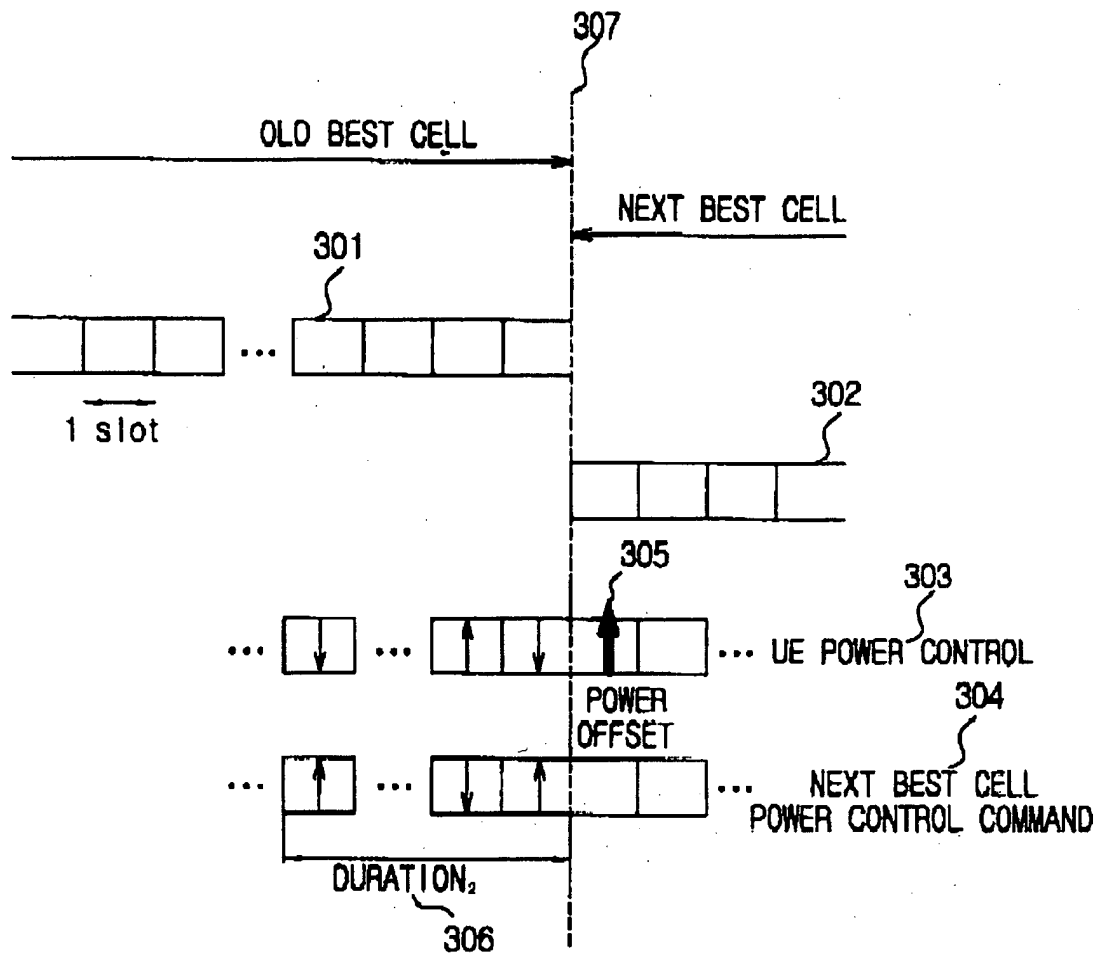 307
OLD BEST CELL
NEXT BEST CELL
301
...
1 slot
302
305
303
... ... ... UE POWER CONTROL
POWER
OFFSET
304
... ... ... NEXT BEST CELL
POWER CONTROL COMMAND
DURATION₂
306